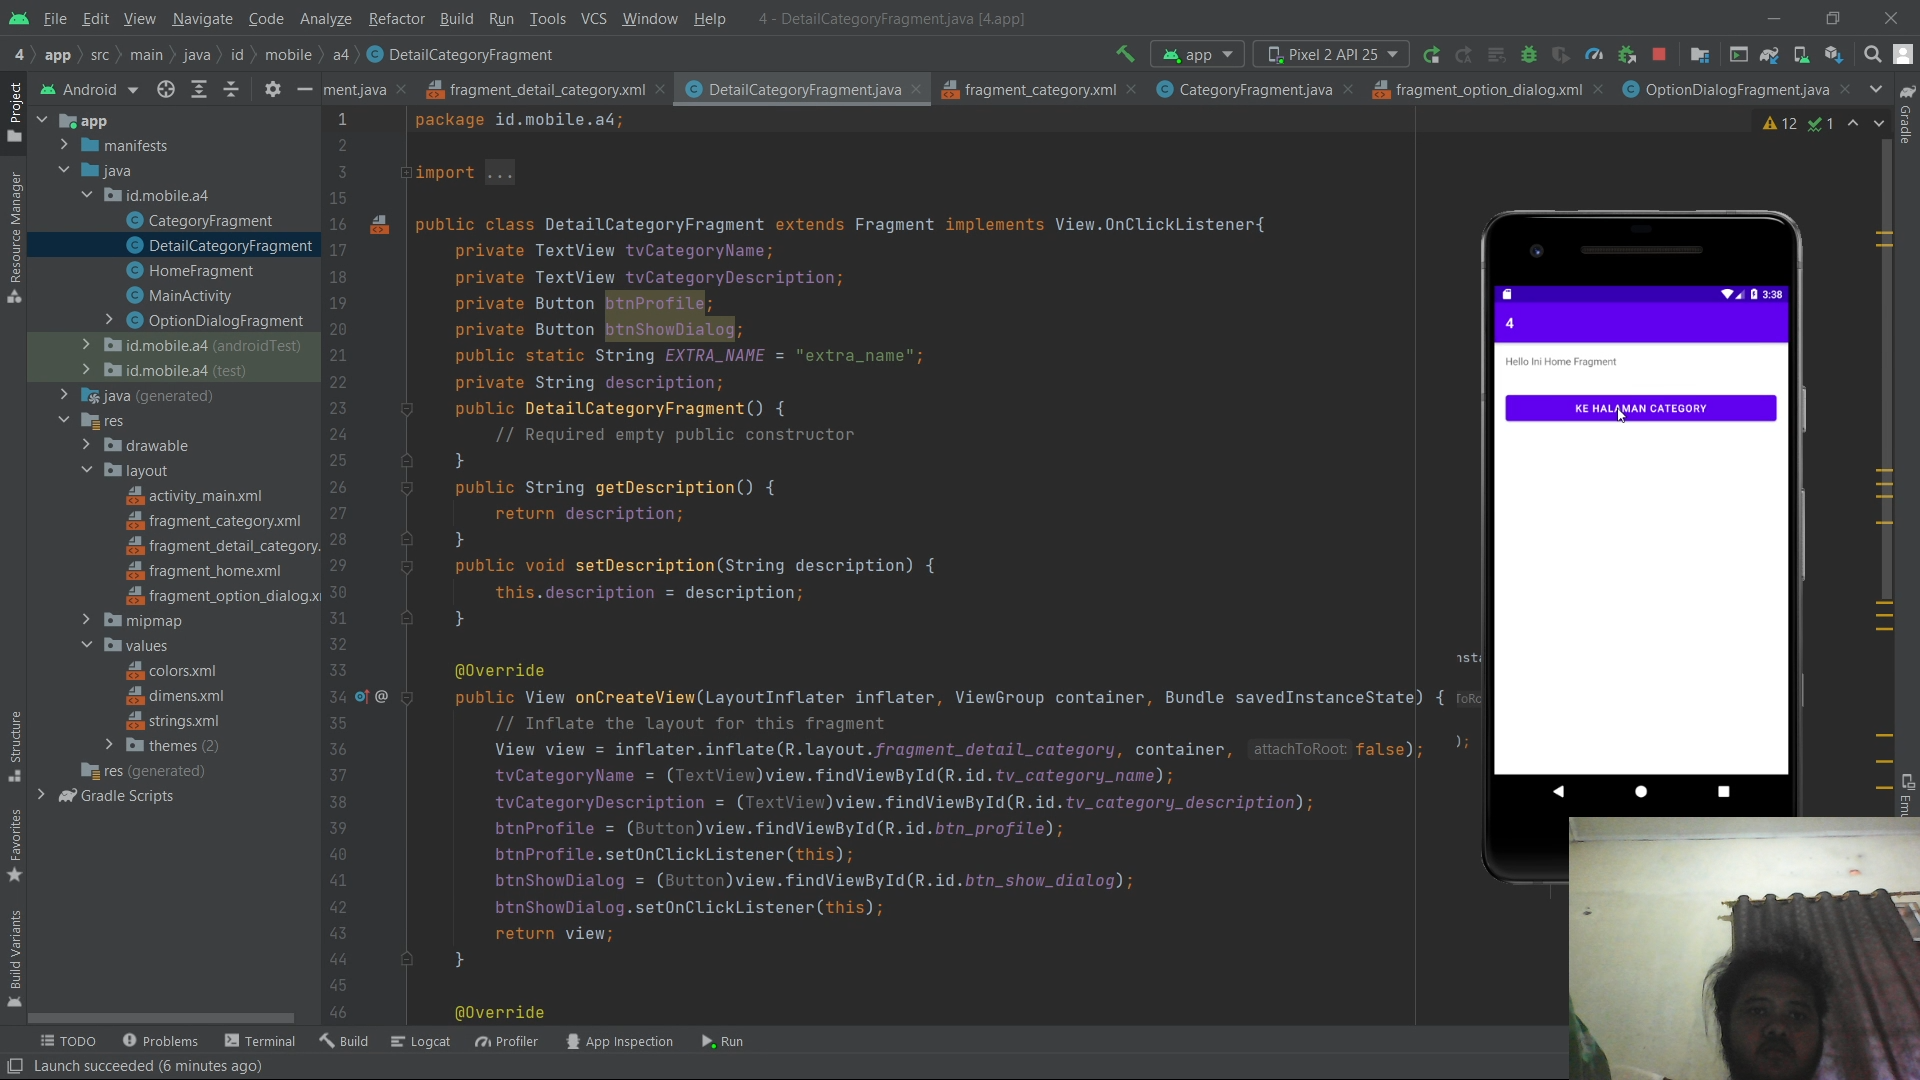 File Edit View Navigate Code Analyze Refactor Build Run Tools VCS Window Help 4 - DetailCategoryFragment.java [4.app]
4 app src main java id mobile a4 DetailCategoryFragment
app Pixel 2 API 25
Android
ment.java fragment_detail_category.xml DetailCategoryFragment.java fragment_category.xml CategoryFragment.java fragment_option_dialog.xml OptionDialogFragment.java
Project
Resource Manager
Structure
Favorites
Build Variants
app
manifests
java
id.mobile.a4
CategoryFragment
DetailCategoryFragment
HomeFragment
MainActivity
OptionDialogFragment
id.mobile.a4 (androidTest)
id.mobile.a4 (test)
java (generated)
res
drawable
layout
activity_main.xml
fragment_category.xml
fragment_detail_category.
fragment_home.xml
fragment_option_dialog.x
mipmap
values
colors.xml
dimens.xml
strings.xml
themes (2)
res (generated)
Gradle Scripts
12 1
1 package id.mobile.a4;
2
3 import ...
15
16 public class DetailCategoryFragment extends Fragment implements View.OnClickListener{
17 private TextView tvCategoryName;
18 private TextView tvCategoryDescription;
19 private Button btnProfile;
20 private Button btnShowDialog;
21 public static String EXTRA_NAME = "extra_name";
22 private String description;
23 public DetailCategoryFragment() {
24 // Required empty public constructor
25 }
26 public String getDescription() {
27 return description;
28 }
29 public void setDescription(String description) {
30 this.description = description;
31 }
32
33 @Override
34 public View onCreateView(LayoutInflater inflater, ViewGroup container, Bundle savedInstanceState) {
35 // Inflate the layout for this fragment
36 View view = inflater.inflate(R.layout.fragment_detail_category, container, attachToRoot: false);
37 tvCategoryName = (TextView)view.findViewById(R.id.tv_category_name);
38 tvCategoryDescription = (TextView)view.findViewById(R.id.tv_category_description);
39 btnProfile = (Button)view.findViewById(R.id.btn_profile);
40 btnProfile.setOnClickListener(this);
41 btnShowDialog = (Button)view.findViewById(R.id.btn_show_dialog);
42 btnShowDialog.setOnClickListener(this);
43 return view;
44 }
45
46 @Override
3:38
4
Hello Ini Home Fragment
KE HALAMAN CATEGORY
Gradle
Emu
TODO Problems Terminal Build Logcat Profiler App Inspection Run
Launch succeeded (6 minutes ago)